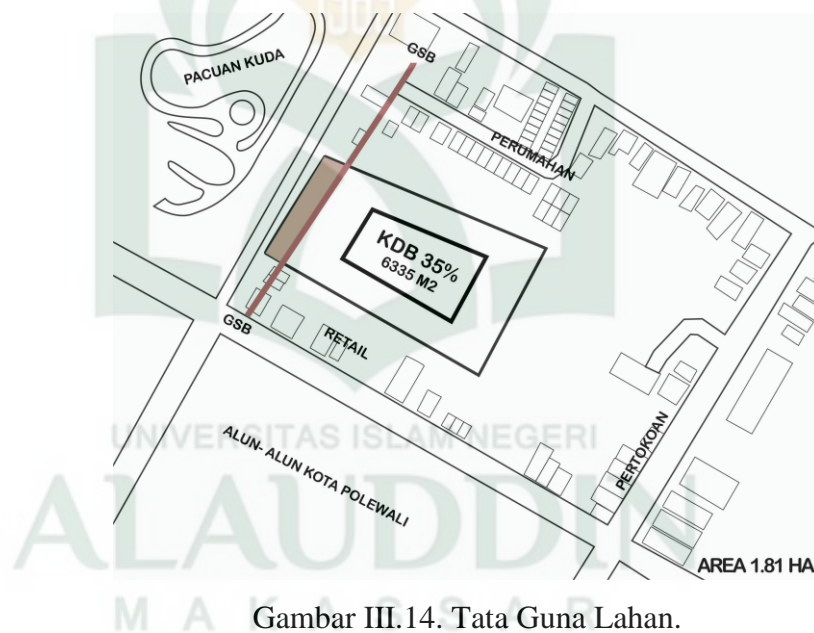 GSB
PACUAN KUDA
PERUMAHAN
KDB 35%
6335 M2
GSB
RETAIL
PERTOKOAN
UNIVERSITAS ISLAM NEGERI
ALUN- ALUN KOTA POLEWALI
ALAUDDIN
AREA 1.81 HA
MAKASSAR
Gambar III.14. Tata Guna Lahan.